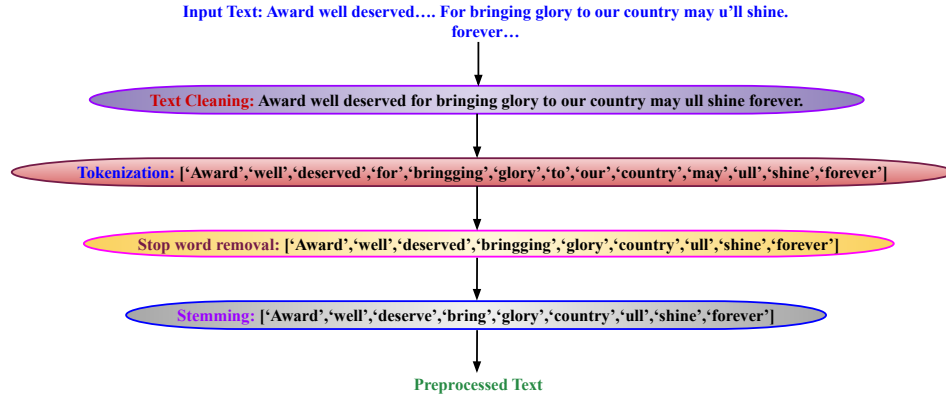 Input Text: Award well deserved…. For bringing glory to our country may u’ll shine.
forever…
Text Cleaning: Award well deserved for bringing glory to our country may ull shine forever.
Tokenization: [‘Award’,‘well’,‘deserved’,‘for’,‘bringging’,‘glory’,‘to’,‘our’,‘country’,‘may’,‘ull’,‘shine’,‘forever’]
Stop word removal: [‘Award’,‘well’,‘deserved’,‘bringging’,‘glory’,‘country’,‘ull’,‘shine’,‘forever’]
Stemming: [‘Award’,‘well’,‘deserve’,‘bring’,‘glory’,‘country’,‘ull’,‘shine’,‘forever’]
Preprocessed Text